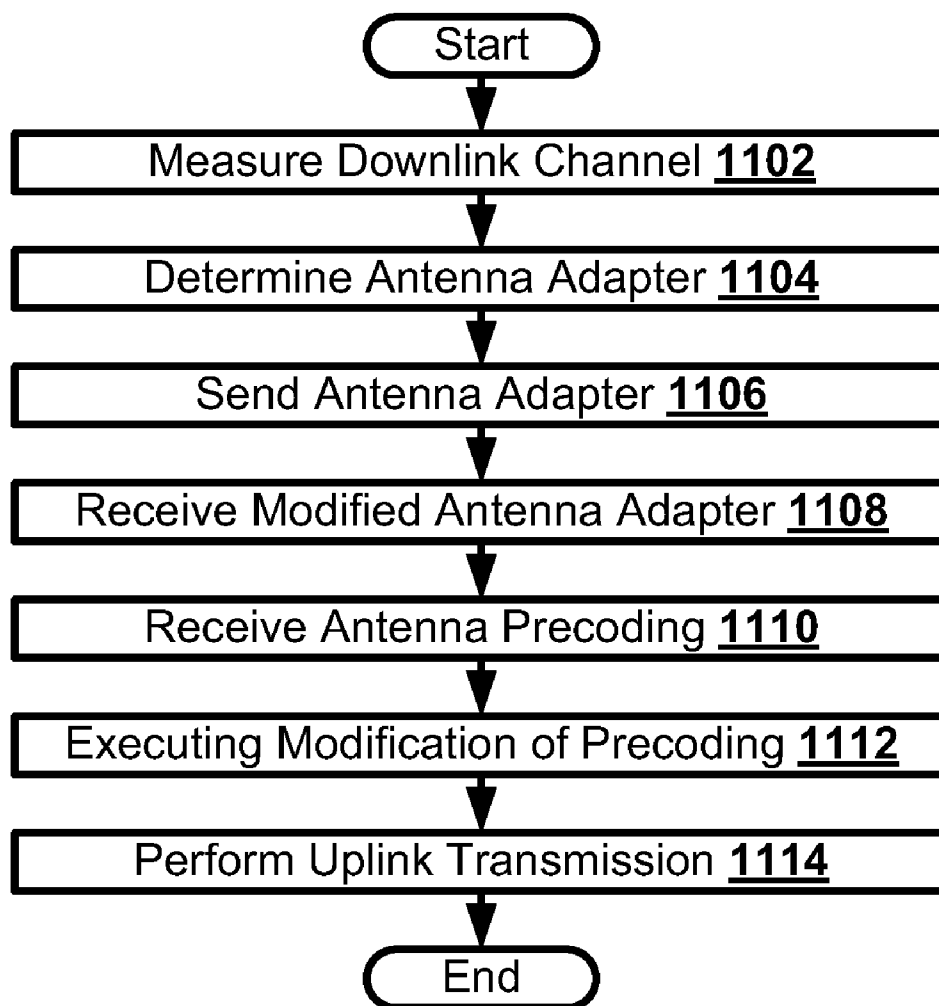 Start
Measure Downlink Channel 1102
Determine Antenna Adapter 1104
Send Antenna Adapter 1106
Receive Modified Antenna Adapter 1108
Receive Antenna Precoding 1110
Executing Modification of Precoding 1112
Perform Uplink Transmission 1114
End